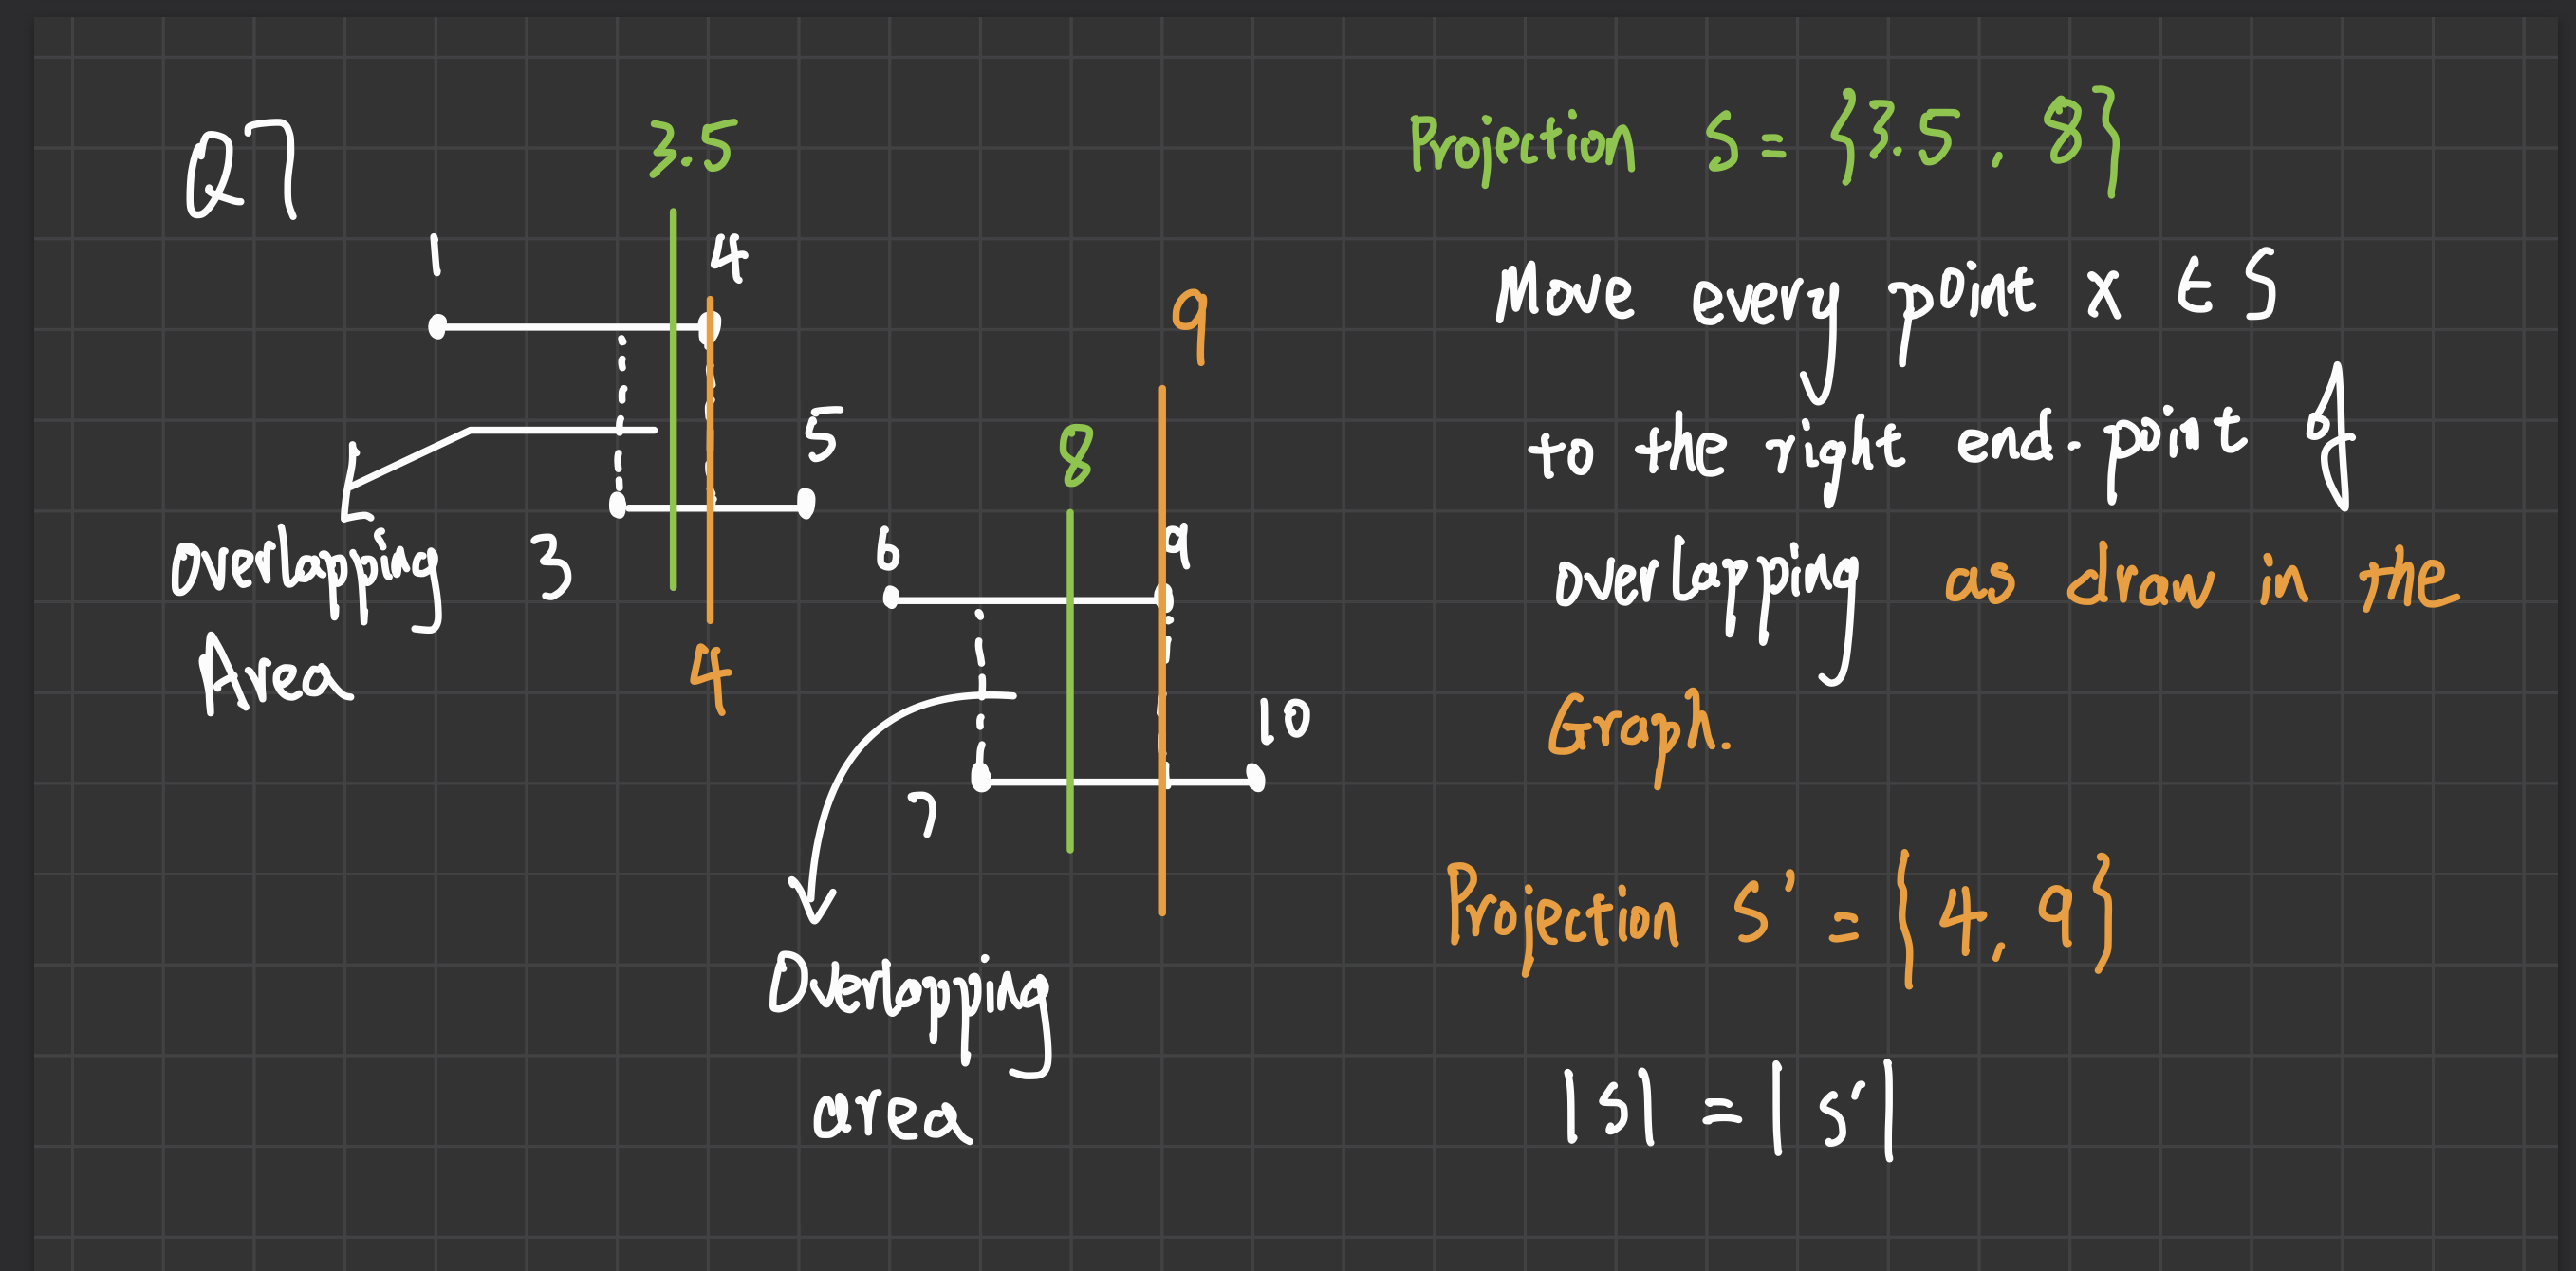 Q7
3.5
1
4
5
3
overlapping
Area
4
9
8
6
9
10
7
Overlapping
area
Projection S = {3.5, 8}
Move every point x ∈ S
to the right end-point of
overlapping as draw in the
Graph.
Projection S' = {4, 9}
|S| = |S'|